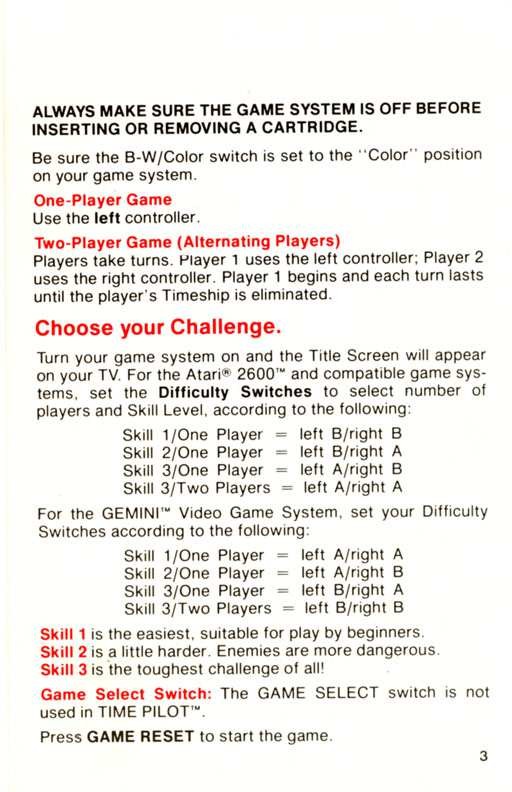 ALWAYS MAKE SURE THE GAME SYSTEM IS OFF BEFORE
INSERTING OR REMOVING A CARTRIDGE.
Be sure the B-W/Color switch is set to the "Color" position
on your game system.
One-Player Game
Use the left controller.
Two-Player Game (Alternating Players)
Players take turns. Player 1 uses the left controller; Player 2
uses the right controller. Player 1 begins and each turn lasts
until the player's Timeship is eliminated.
Choose your Challenge.
Turn your game system on and the Title Screen will appear
on your TV. For the Atari® 2600™ and compatible game sys-
tems, set the Difficulty Switches to select number of
players and Skill Level, according to the following:
Skill 1/One Player = left B/right B
Skill 2/One Player = left B/right A
Skill 3/One Player = left A/right B
Skill 3/Two Players = left A/right A
For the GEMINI™ Video Game System, set your Difficulty
Switches according to the following:
Skill 1/One Player = left A/right A
Skill 2/One Player = left A/right B
Skill 3/One Player = left B/right A
Skill 3/Two Players = left B/right B
Skill 1 is the easiest, suitable for play by beginners.
Skill 2 is a little harder. Enemies are more dangerous.
Skill 3 is the toughest challenge of all!
Game Select Switch: The GAME SELECT switch is not
used in TIME PILOT™.
Press GAME RESET to start the game.
3